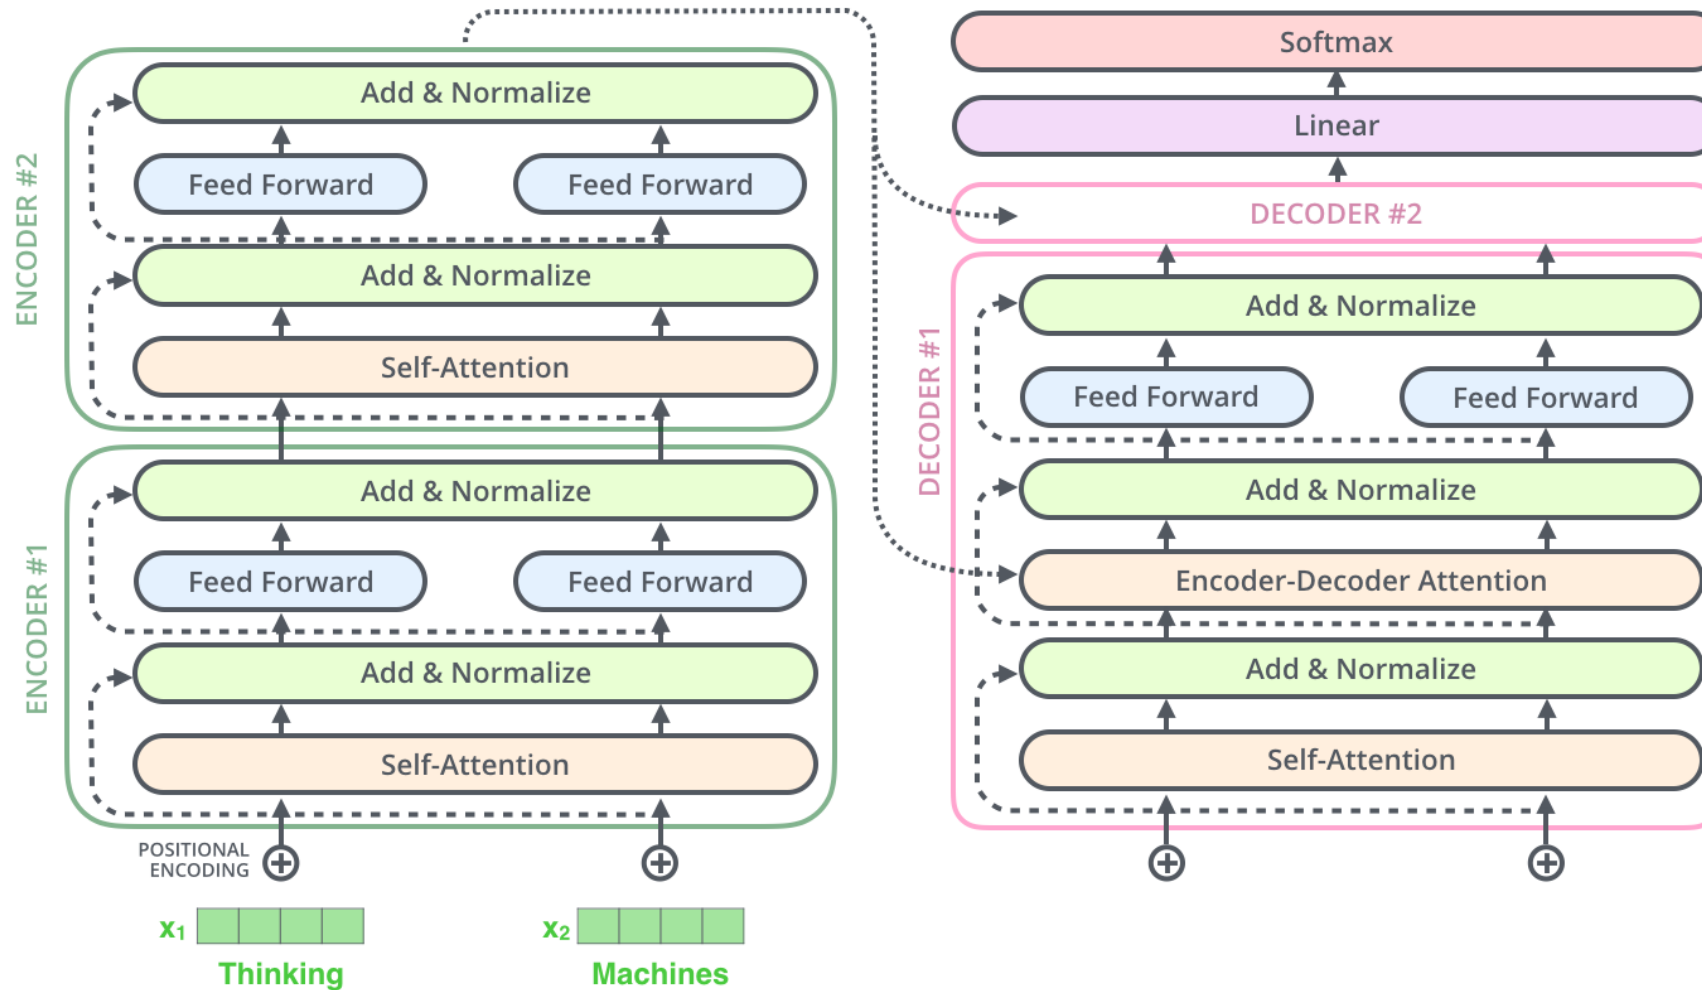 ENCODER #2
Add & Normalize
Feed Forward
Feed Forward
Add & Normalize
Self-Attention
ENCODER #1
Add & Normalize
Feed Forward
Feed Forward
Add & Normalize
Self-Attention
POSITIONAL
ENCODING
x₁
x₂
Thinking
Machines
Softmax
Linear
DECODER #2
DECODER #1
Add & Normalize
Feed Forward
Feed Forward
Add & Normalize
Encoder-Decoder Attention
Add & Normalize
Self-Attention